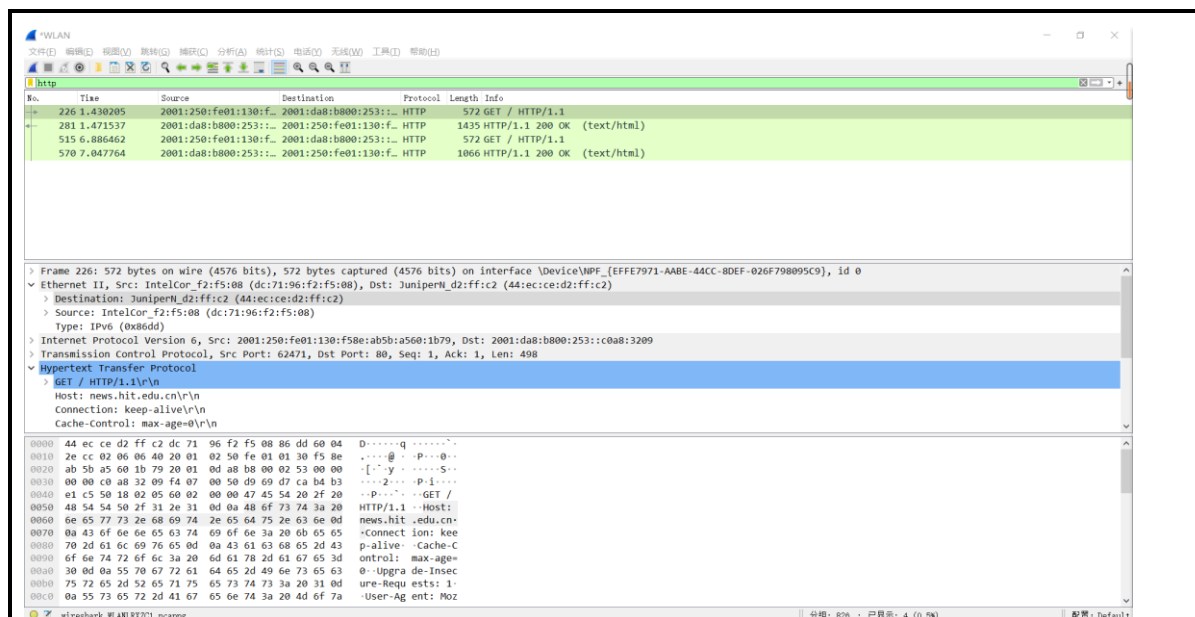 *WLAN
文件(F) 编辑(E) 视图(V) 跳转(G) 捕获(C) 分析(A) 统计(S) 电话(Y) 无线(W) 工具(T) 帮助(H)
http
No. Time Source Destination Protocol Length Info
226 1.430205 2001:250:fe01:130:f… 2001:da8:b800:253::… HTTP 572 GET / HTTP/1.1
281 1.471537 2001:da8:b800:253::… 2001:250:fe01:130:f… HTTP 1435 HTTP/1.1 200 OK (text/html)
515 6.886462 2001:250:fe01:130:f… 2001:da8:b800:253::… HTTP 572 GET / HTTP/1.1
570 7.047764 2001:da8:b800:253::… 2001:250:fe01:130:f… HTTP 1066 HTTP/1.1 200 OK (text/html)
Frame 226: 572 bytes on wire (4576 bits), 572 bytes captured (4576 bits) on interface \Device\NPF_{EFFE7971-AABE-44CC-8DEF-026F798095C9}, id 0
Ethernet II, Src: IntelCor_f2:f5:08 (dc:71:96:f2:f5:08), Dst: JuniperN_d2:ff:c2 (44:ec:ce:d2:ff:c2)
Destination: JuniperN_d2:ff:c2 (44:ec:ce:d2:ff:c2)
Source: IntelCor_f2:f5:08 (dc:71:96:f2:f5:08)
Type: IPv6 (0x86dd)
Internet Protocol Version 6, Src: 2001:250:fe01:130:f58e:ab5b:a560:1b79, Dst: 2001:da8:b800:253::c0a8:3209
Transmission Control Protocol, Src Port: 62471, Dst Port: 80, Seq: 1, Ack: 1, Len: 498
Hypertext Transfer Protocol
GET / HTTP/1.1\r\n
Host: news.hit.edu.cn\r\n
Connection: keep-alive\r\n
Cache-Control: max-age=0\r\n
0000 44 ec ce d2 ff c2 dc 71 96 f2 f5 08 86 dd 60 04 D······q ······`·
0010 2e cc 02 06 06 40 20 01 02 50 fe 01 01 30 f5 8e .····@ · ·P···0··
0020 ab 5b a5 60 1b 79 20 01 0d a8 b8 00 02 53 00 00 ·[·`·y · ·····S··
0030 00 00 c0 a8 32 09 f4 07 00 50 d9 69 d7 ca b4 b3 ····2··· ·P·i····
0040 e1 c5 50 18 02 05 60 02 00 00 47 45 54 20 2f 20 ··P···`· ··GET /
0050 48 54 54 50 2f 31 2e 31 0d 0a 48 6f 73 74 3a 20 HTTP/1.1 ··Host:
0060 6e 65 77 73 2e 68 69 74 2e 65 64 75 2e 63 6e 0d news.hit .edu.cn·
0070 0a 43 6f 6e 6e 65 63 74 69 6f 6e 3a 20 6b 65 65 ·Connect ion: kee
0080 70 2d 61 6c 69 76 65 0d 0a 43 61 63 68 65 2d 43 p-alive· ·Cache-C
0090 6f 6e 74 72 6f 6c 3a 20 6d 61 78 2d 61 67 65 3d ontrol: max-age=
00a0 30 0d 0a 55 70 67 72 61 64 65 2d 49 6e 73 65 63 0··Upgra de-Insec
00b0 75 72 65 2d 52 65 71 75 65 73 74 73 3a 20 31 0d ure-Requ ests: 1·
00c0 0a 55 73 65 72 2d 41 67 65 6e 74 3a 20 4d 6f 7a ·User-Ag ent: Moz
分组: 826 · 已显示: 4 (0.5%) 配置: Default